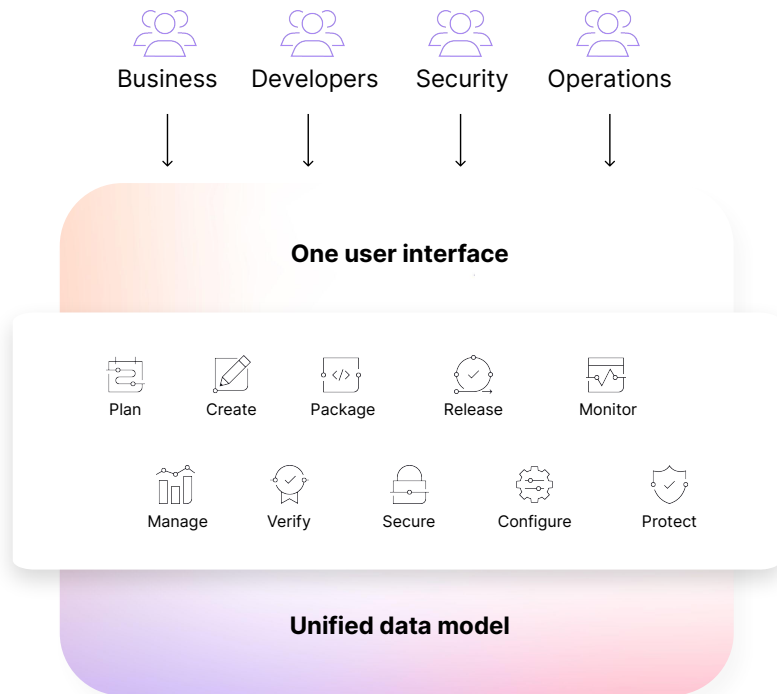 Business Developers Security Operations
One user interface
Plan Create Package Release Monitor
</>
Manage Verify Secure Configure Protect
Unified data model